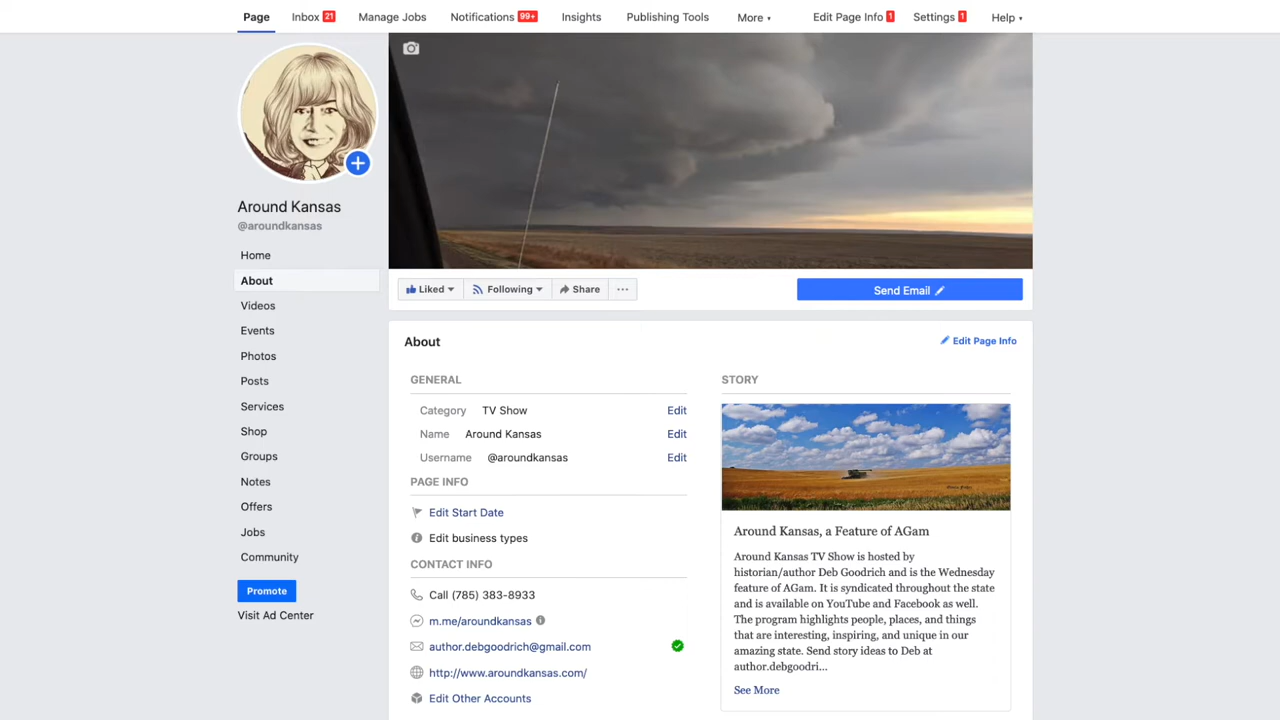 Page Inbox 21 Manage Jobs Notifications 99+ Insights Publishing Tools More Edit Page Info 1 Settings 1 Help
Around Kansas
@aroundkansas
Home
About
Videos
Events
Photos
Posts
Services
Shop
Groups
Notes
Offers
Jobs
Community
Promote
Visit Ad Center
Liked Following Share ... Send Email
About Edit Page Info
GENERAL
Category TV Show Edit
Name Around Kansas Edit
Username @aroundkansas Edit
PAGE INFO
Edit Start Date
Edit business types
CONTACT INFO
Call (785) 383-8933
m.me/aroundkansas
author.debgoodrich@gmail.com
http://www.aroundkansas.com/
Edit Other Accounts
STORY
Around Kansas, a Feature of AGam
Around Kansas TV Show is hosted by
historian/author Deb Goodrich and is the Wednesday
feature of AGam. It is syndicated throughout the state
and is available on YouTube and Facebook as well.
The program highlights people, places, and things
that are interesting, inspiring, and unique in our
amazing state. Send story ideas to Deb at
author.debgoodri...
See More